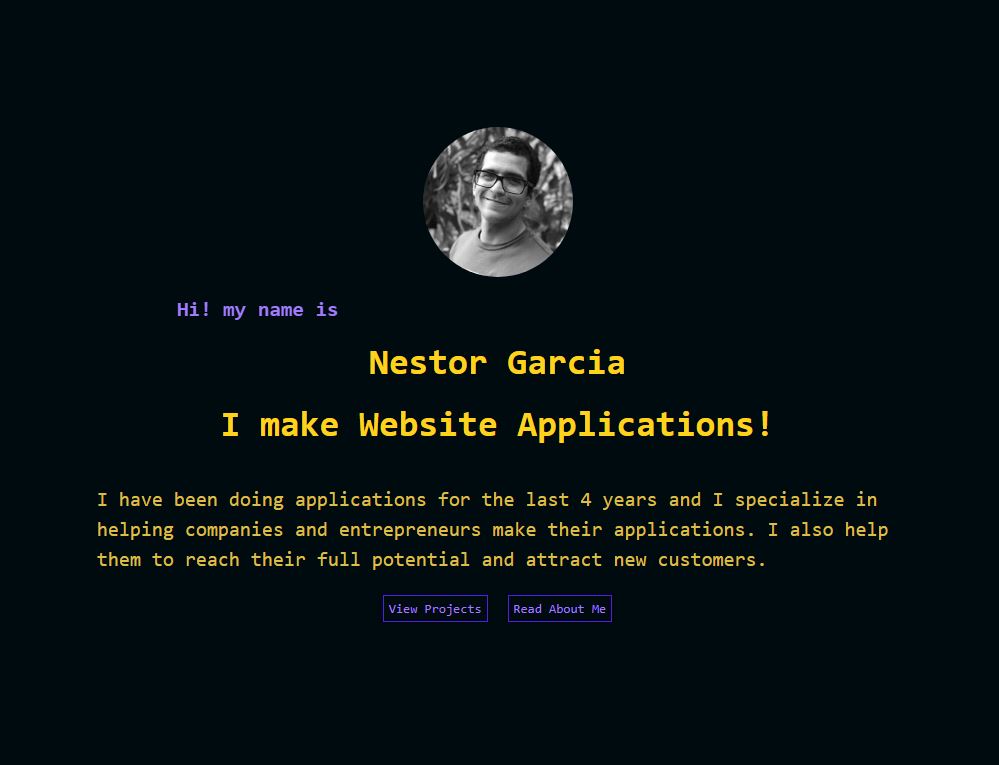 Hi! my name is
Nestor Garcia
I make Website Applications!
I have been doing applications for the last 4 years and I specialize in
helping companies and entrepreneurs make their applications. I also help
them to reach their full potential and attract new customers.
View Projects
Read About Me